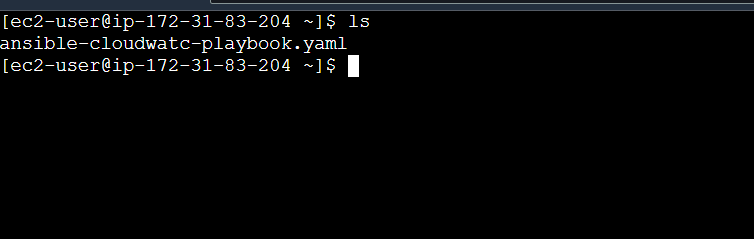 [ec2-user@ip-172-31-83-204 ~]$ ls
ansible-cloudwatc-playbook.yaml
[ec2-user@ip-172-31-83-204 ~]$